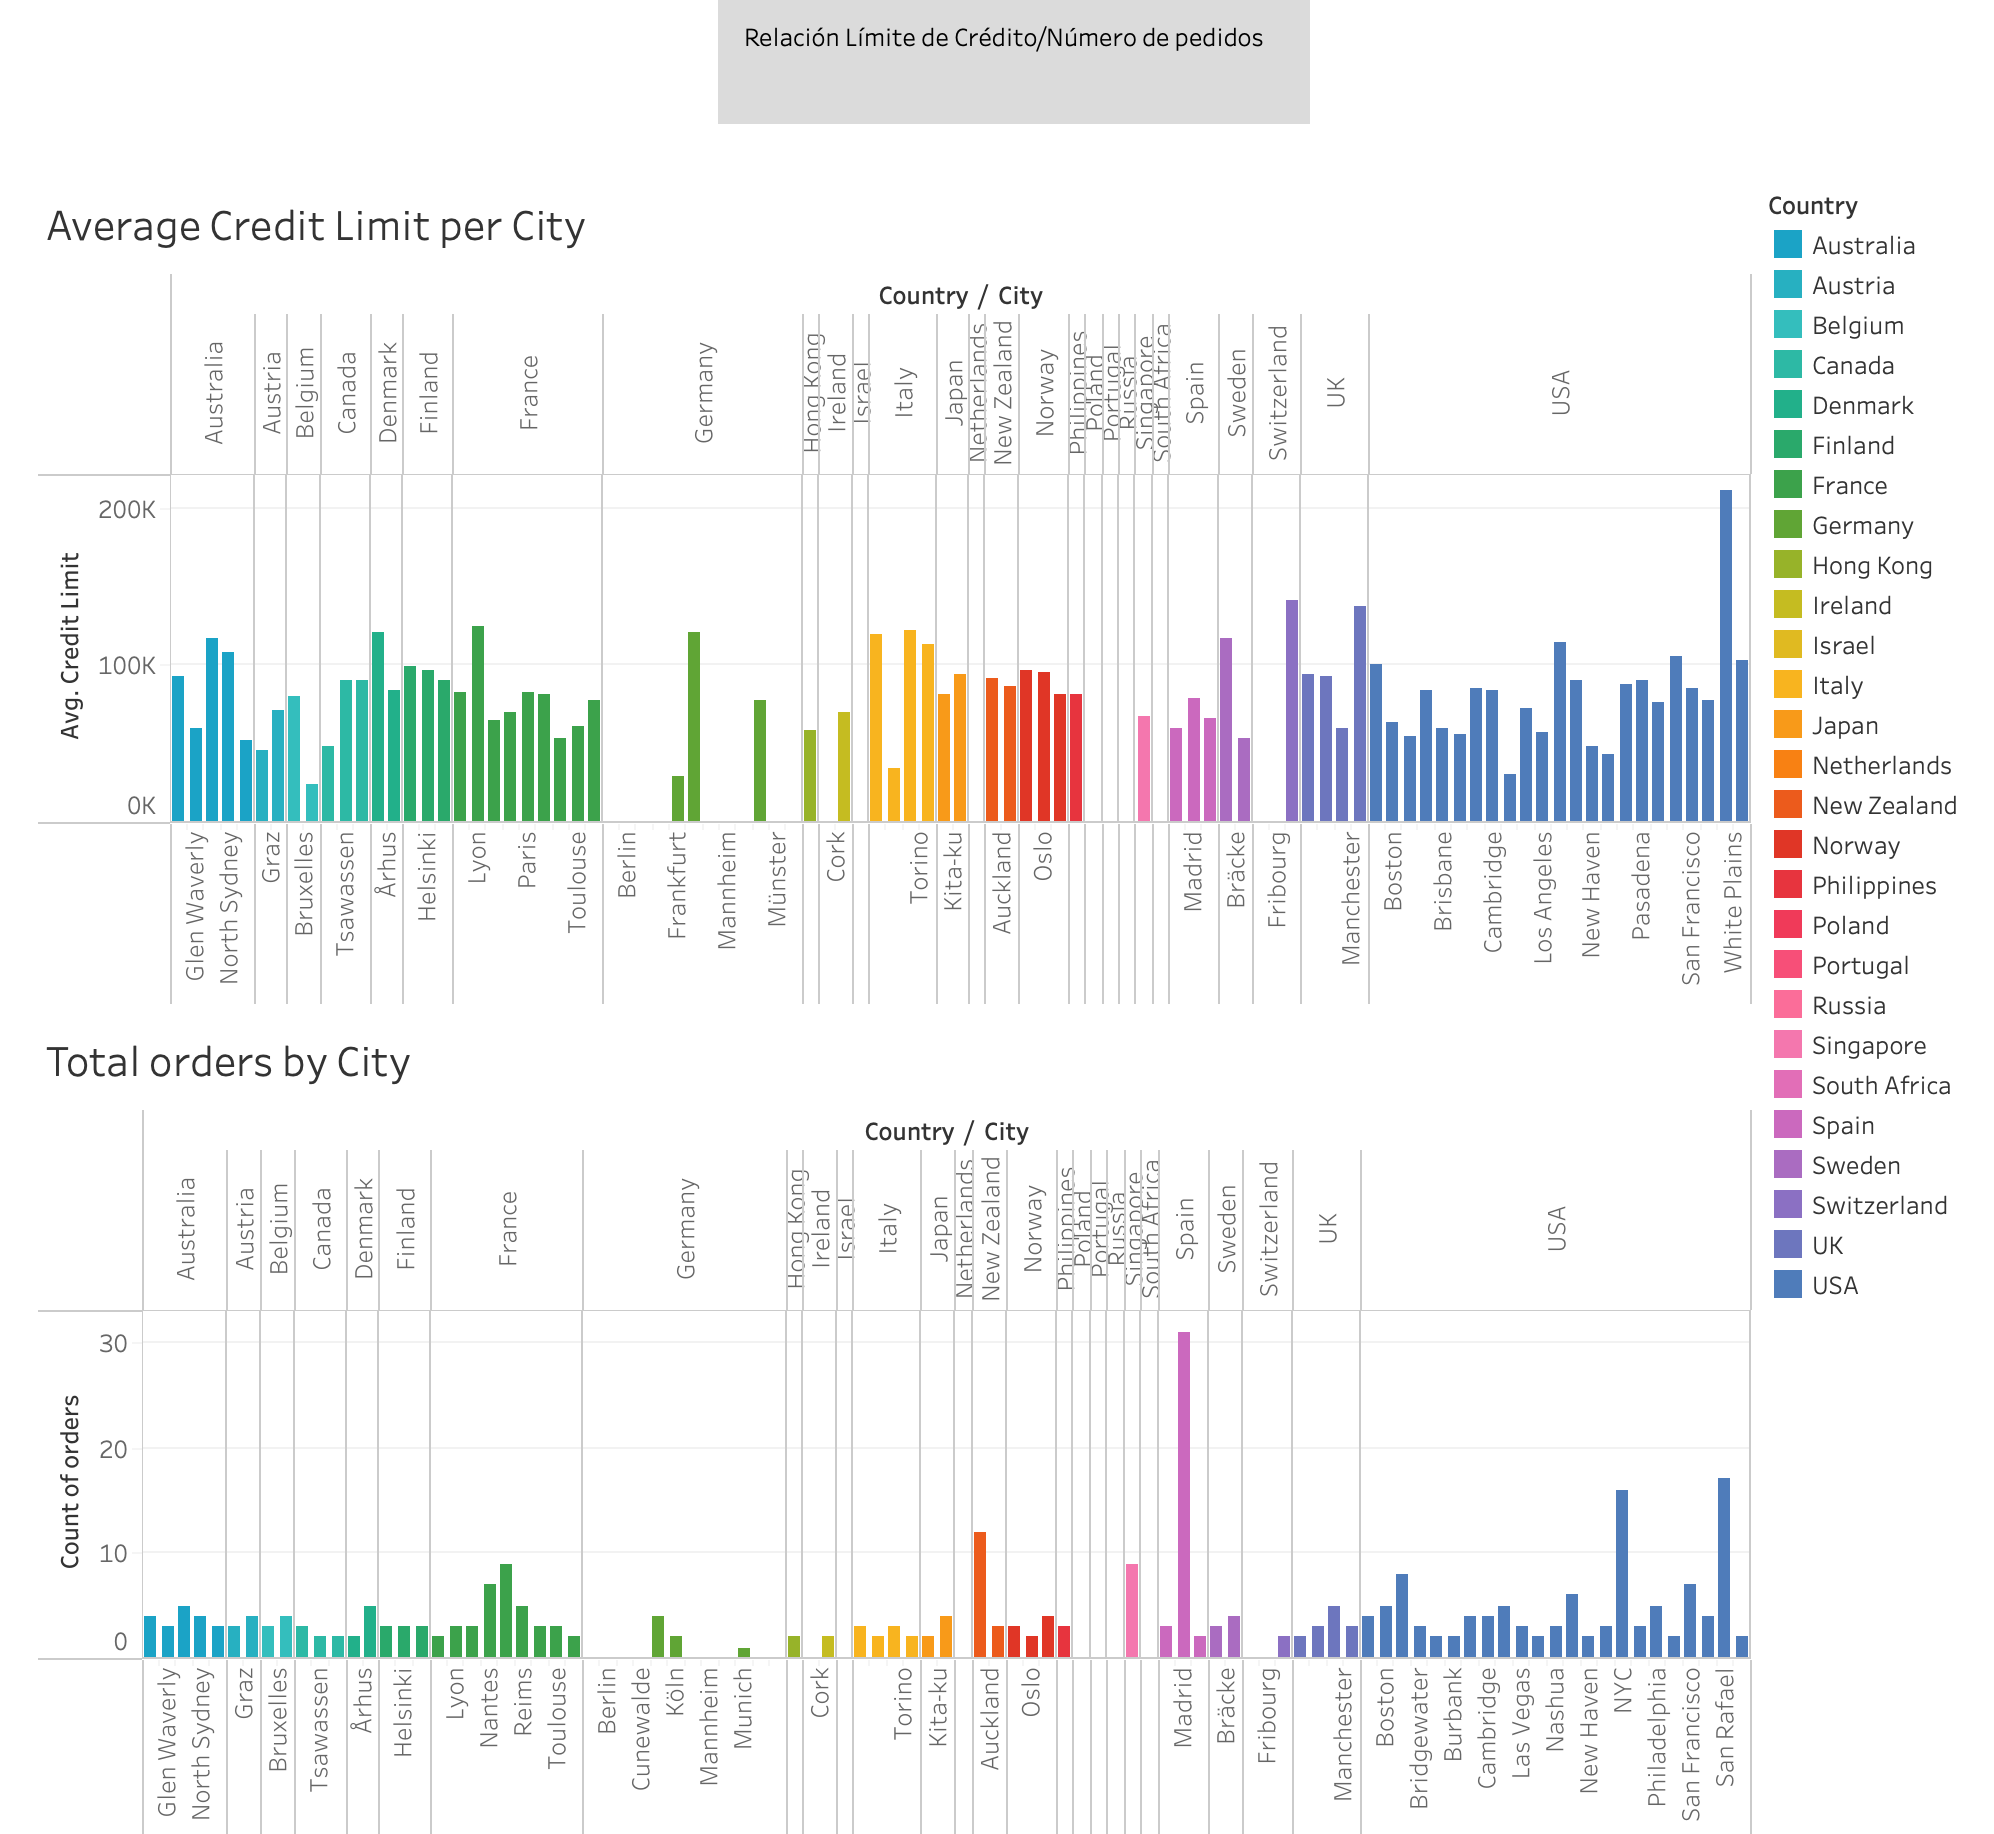 Relación Límite de Crédito/Número de pedidos
Average Credit Limit per City
Country / City
Australia
Austria
Belgium
Canada
Denmark
Finland
France
Germany
Hong Kong
Ireland
Israel
Italy
Japan
Netherlands
New Zealand
Norway
Philippines
Poland
Portugal
Russia
Singapore
South Africa
Spain
Sweden
Switzerland
UK
USA
Avg. Credit Limit
200K
100K
0K
Glen Waverly
North Sydney
Graz
Bruxelles
Tsawassen
Århus
Helsinki
Lyon
Paris
Toulouse
Berlin
Frankfurt
Mannheim
Münster
Cork
Torino
Kita-ku
Auckland
Oslo
Madrid
Bräcke
Fribourg
Manchester
Boston
Brisbane
Cambridge
Los Angeles
New Haven
Pasadena
San Francisco
White Plains
Total orders by City
Country / City
Australia
Austria
Belgium
Canada
Denmark
Finland
France
Germany
Hong Kong
Ireland
Israel
Italy
Japan
Netherlands
New Zealand
Norway
Philippines
Poland
Portugal
Russia
Singapore
South Africa
Spain
Sweden
Switzerland
UK
USA
Count of orders
30
20
10
0
Glen Waverly
North Sydney
Graz
Bruxelles
Tsawassen
Århus
Helsinki
Lyon
Nantes
Reims
Toulouse
Berlin
Cunewalde
Köln
Mannheim
Munich
Cork
Torino
Kita-ku
Auckland
Oslo
Madrid
Bräcke
Fribourg
Manchester
Boston
Bridgewater
Burbank
Cambridge
Las Vegas
Nashua
New Haven
NYC
Philadelphia
San Francisco
San Rafael
Country
Australia
Austria
Belgium
Canada
Denmark
Finland
France
Germany
Hong Kong
Ireland
Israel
Italy
Japan
Netherlands
New Zealand
Norway
Philippines
Poland
Portugal
Russia
Singapore
South Africa
Spain
Sweden
Switzerland
UK
USA